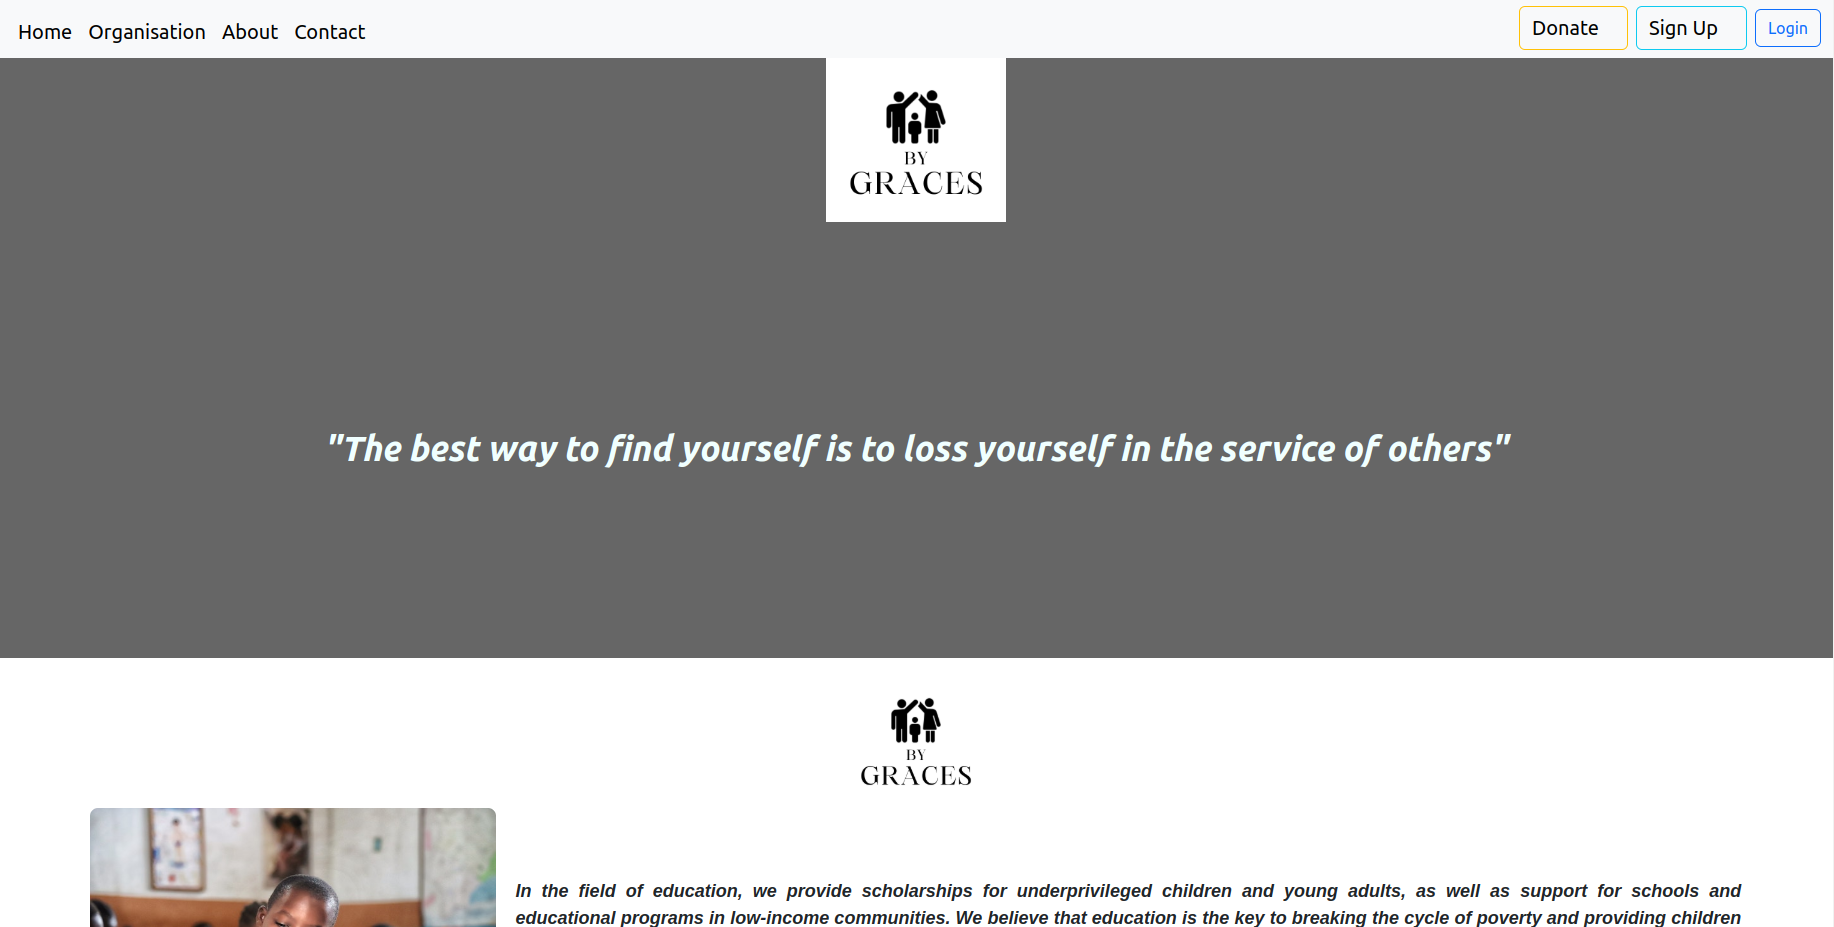 Home Organisation About Contact Donate Sign Up Login
BY
GRACES
"The best way to find yourself is to loss yourself in the service of others"
BY
GRACES
In the field of education, we provide scholarships for underprivileged children and young adults, as well as support for schools and
educational programs in low-income communities. We believe that education is the key to breaking the cycle of poverty and providing children